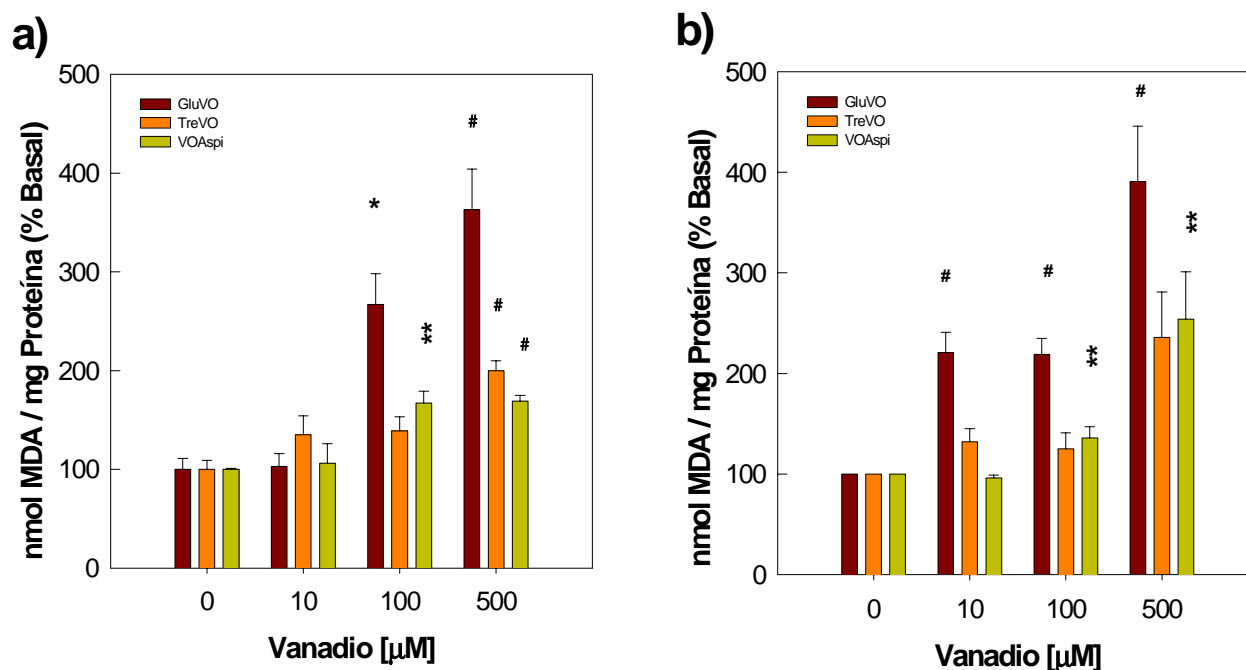 a)
nmol MDA / mg Proteína (% Basal)
500
400
300
200
100
0
GluVO
TreVO
VOAspi
*
#
**
#
#
0 10 100 500
Vanadio [μM]
b)
nmol MDA / mg Proteína (% Basal)
500
400
300
200
100
0
GluVO
TreVO
VOAspi
#
#
**
#
**
0 10 100 500
Vanadio [μM]